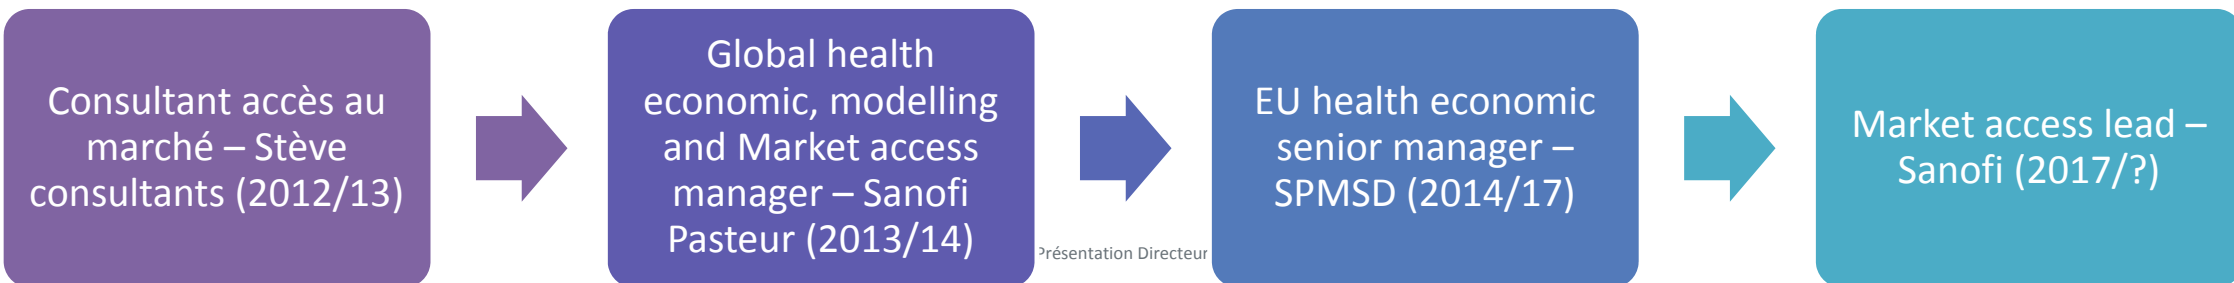 Consultant accès au
marché – Stève
consultants (2012/13)
Global health
economic, modelling
and Market access
manager – Sanofi
Pasteur (2013/14)
Présentation Directeur
EU health economic
senior manager –
SPMSD (2014/17)
Market access lead –
Sanofi (2017/?)